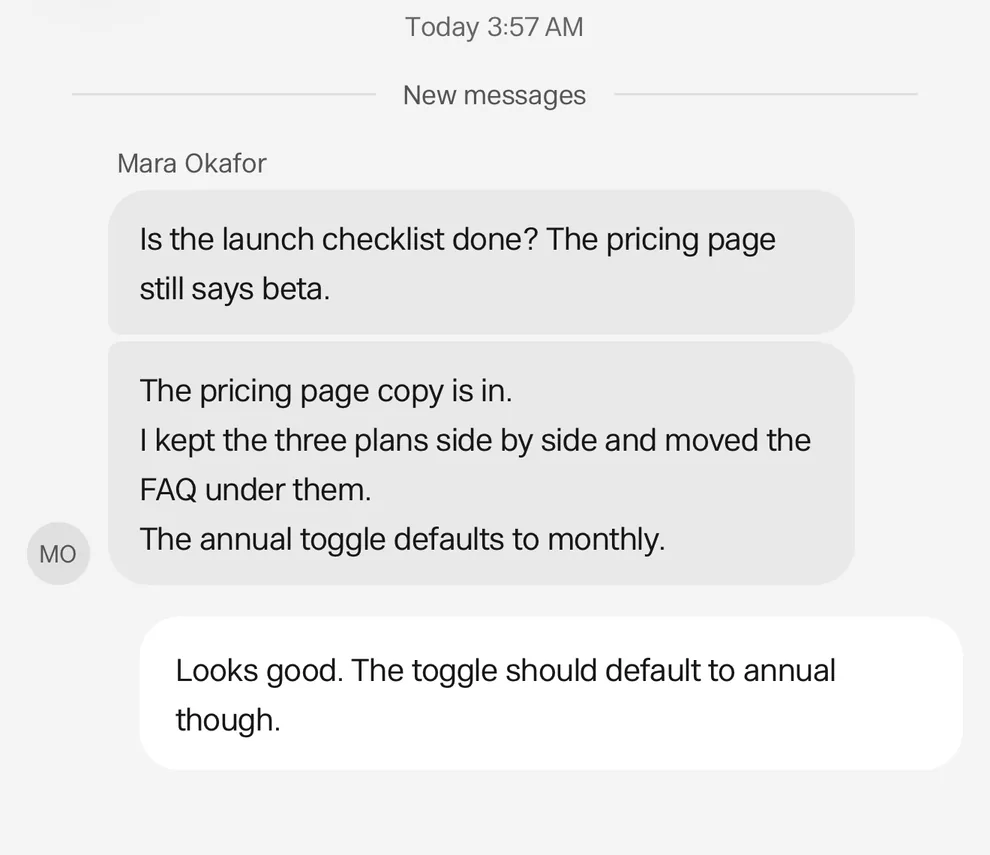 Today 3:57 AM
New messages
Mara Okafor
Is the launch checklist done? The pricing page
still says beta.
The pricing page copy is in.
I kept the three plans side by side and moved the
FAQ under them.
The annual toggle defaults to monthly.
MO
Looks good. The toggle should default to annual
though.